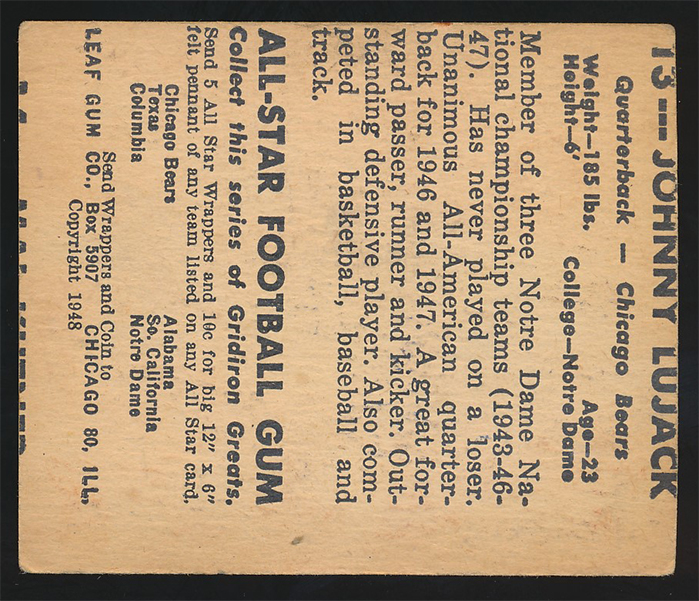 13—JOHNNY LUJACK
Quarterback — Chicago Bears
Weight—185 lbs. Age—23
Height—6' College—Notre Dame
Member of three Notre Dame Na-
tional championship teams (1943-46-
47). Has never played on a loser.
Unanimous All-American quarter-
back for 1946 and 1947. A great for-
ward passer, runner and kicker. Out-
standing defensive player. Also com-
peted in basketball, baseball and
track.
ALL-STAR FOOTBALL GUM
Collect this series of Gridiron Greats.
Send 5 All Star Wrappers and 10c for big 12" x 6"
felt pennant of any team listed on any All Star card.
Chicago Bears Alabama
Texas So. California
Columbia Notre Dame
Send Wrappers and Coin to
LEAF GUM CO., Box 5907 CHICAGO 80, ILL.
Copyright 1948